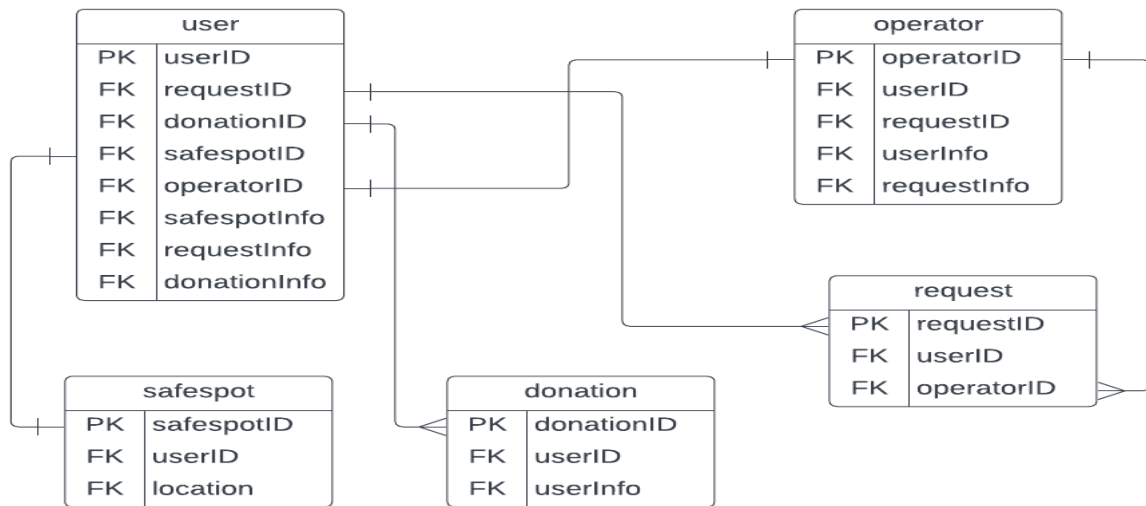 user
PK userID
FK requestID
FK donationID
FK safespotID
FK operatorID
FK safespotInfo
FK requestInfo
FK donationInfo
operator
PK operatorID
FK userID
FK requestID
FK userInfo
FK requestInfo
request
PK requestID
FK userID
FK operatorID
safespot
PK safespotID
FK userID
FK location
donation
PK donationID
FK userID
FK userInfo